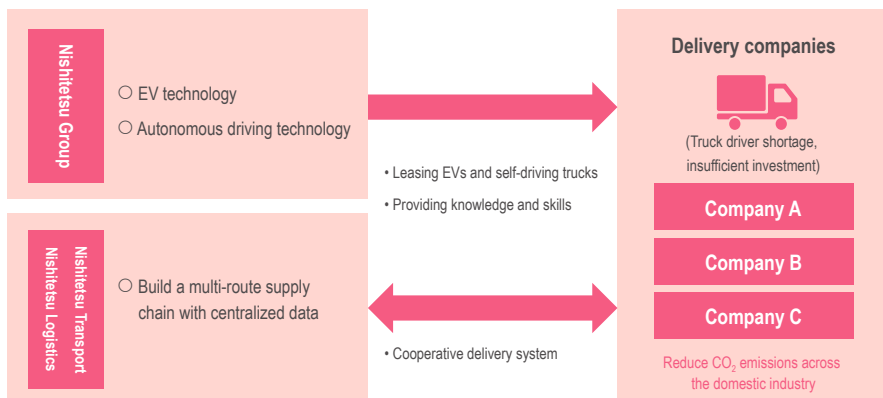 Nishitetsu Group
○ EV technology
○ Autonomous driving technology
• Leasing EVs and self-driving trucks
• Providing knowledge and skills
Nishitetsu Transport
Nishitetsu Logistics
○ Build a multi-route supply
chain with centralized data
• Cooperative delivery system
Delivery companies
(Truck driver shortage,
insufficient investment)
Company A
Company B
Company C
Reduce CO₂ emissions across
the domestic industry